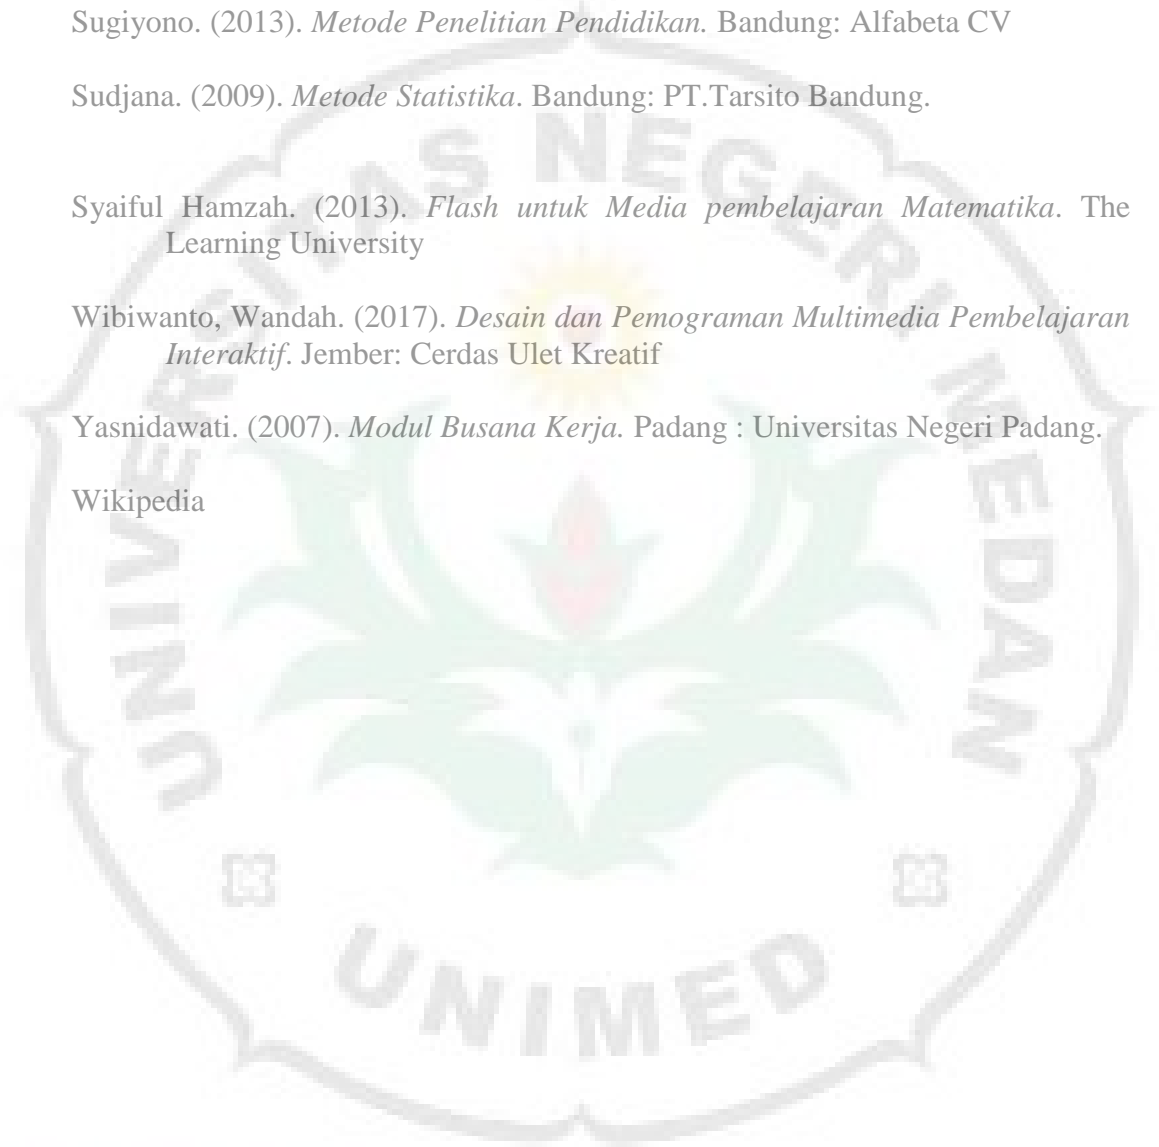 Sugiyono. (2013). Metode Penelitian Pendidikan. Bandung: Alfabeta CV
Sudjana. (2009). Metode Statistika. Bandung: PT.Tarsito Bandung.
Syaiful Hamzah. (2013). Flash untuk Media pembelajaran Matematika. The
Learning University
Wibiwanto, Wandah. (2017). Desain dan Pemograman Multimedia Pembelajaran
Interaktif. Jember: Cerdas Ulet Kreatif
Yasnidawati. (2007). Modul Busana Kerja. Padang : Universitas Negeri Padang.
Wikipedia
UNIVERSITAS NEGERI MEDAN
UNIMED